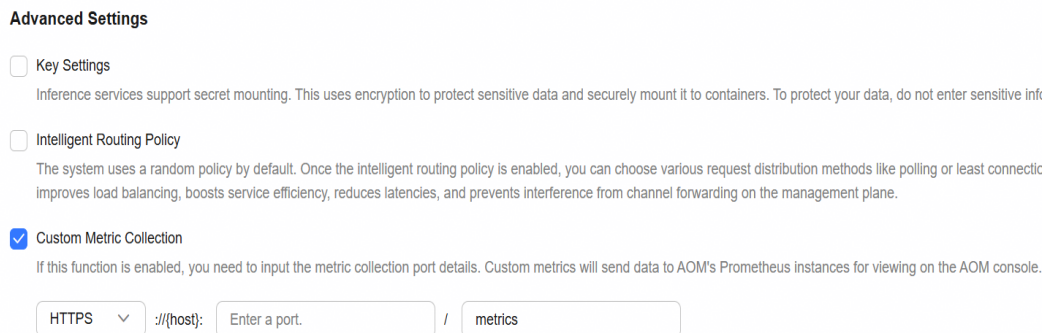 Advanced Settings
Key Settings
Inference services support secret mounting. This uses encryption to protect sensitive data and securely mount it to containers. To protect your data, do not enter sensitive
Intelligent Routing Policy
The system uses a random policy by default. Once the intelligent routing policy is enabled, you can choose various request distribution methods like polling or least
improves load balancing, boosts service efficiency, reduces latencies, and prevents interference from channel forwarding on the management plane.
Custom Metric Collection
If this function is enabled, you need to input the metric collection port details. Custom metrics will send data to AOM's Prometheus instances for viewing on the AOM console.
HTTPS ://{host}: Enter a port. / metrics